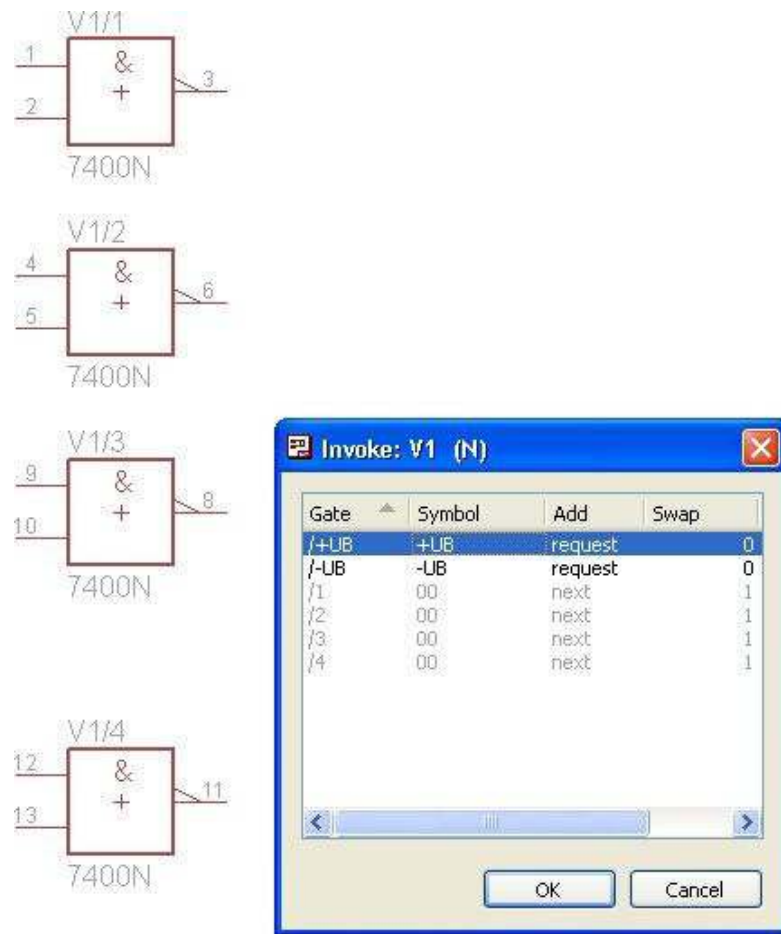 V1/1
1
&
+
3
2
7400N
V1/2
4
&
+
6
5
7400N
V1/3
9
&
+
8
10
7400N
V1/4
12
&
+
11
13
7400N
Invoke: V1 (N)
Gate Symbol Add Swap
/+UB +UB request 0
/-UB -UB request 0
/1 00 next 1
/2 00 next 1
/3 00 next 1
/4 00 next 1
OK Cancel